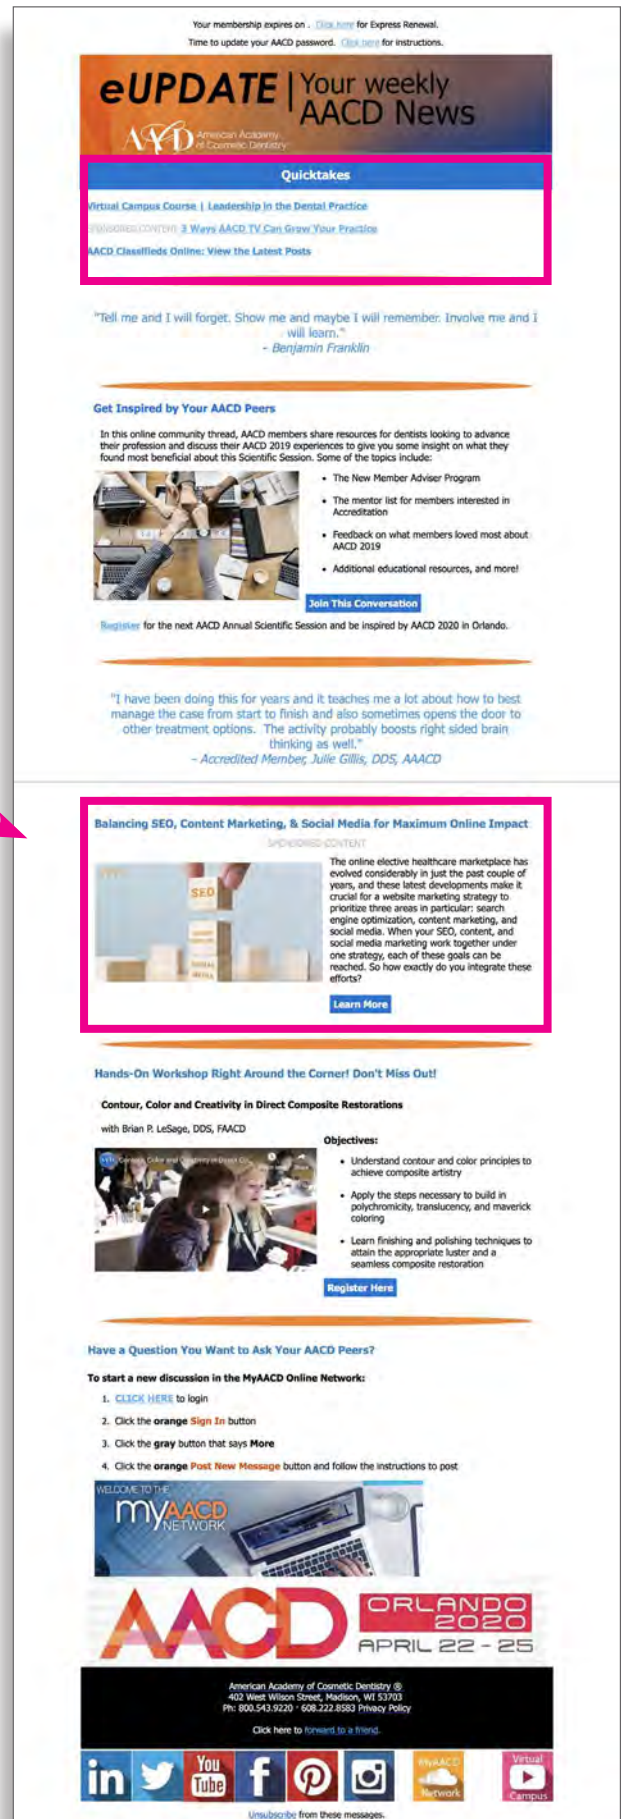 Your membership expires on . Click here for Express Renewal.
Time to update your AACD password. Click here for instructions.
eUPDATE | Your weekly
AACD News
AACD American Academy
of Cosmetic Dentistry
Quicktakes
Virtual Campus Course | Leadership in the Dental Practice
SPONSORED CONTENT 3 Ways AACD TV Can Grow Your Practice
AACD Classifieds Online: View the Latest Posts
"Tell me and I will forget. Show me and maybe I will remember. Involve me and I
will learn."
– Benjamin Franklin
Get Inspired by Your AACD Peers
In this online community thread, AACD members share resources for dentists looking to advance
their profession and discuss their AACD 2019 experiences to give you some insight on what they
found most beneficial about this Scientific Session. Some of the topics include:
• The New Member Adviser Program
• The mentor list for members interested in
Accreditation
• Feedback on what members loved most about
AACD 2019
• Additional educational resources, and more!
Join This Conversation
Register for the next AACD Annual Scientific Session and be inspired by AACD 2020 in Orlando.
"I have been doing this for years and it teaches me a lot about how to best
manage the case from start to finish and also sometimes opens the door to
other treatment options. The activity probably boosts right sided brain
thinking as well."
– Accredited Member, Julie Gillis, DDS, AAACD
Balancing SEO, Content Marketing, & Social Media for Maximum Online Impact
SPONSORED CONTENT
SEO
The online elective healthcare marketplace has
evolved considerably in just the past couple of
years, and these latest developments make it
crucial for a website marketing strategy to
prioritize three areas in particular: search
engine optimization, content marketing, and
social media. When your SEO, content, and
social media marketing work together under
one strategy, each of these goals can be
reached. So how exactly do you integrate these
efforts?
Learn More
Hands-On Workshop Right Around the Corner! Don't Miss Out!
Contour, Color and Creativity in Direct Composite Restorations
with Brian P. LeSage, DDS, FAACD
Contour, Color and Creativity in Direct Co...
Objectives:
• Understand contour and color principles to
achieve composite artistry
• Apply the steps necessary to build in
polychromicity, translucency, and maverick
coloring
• Learn finishing and polishing techniques to
attain the appropriate luster and a
seamless composite restoration
Register Here
Have a Question You Want to Ask Your AACD Peers?
To start a new discussion in the MyAACD Online Network:
1. CLICK HERE to login
2. Click the orange Sign In button
3. Click the gray button that says More
4. Click the orange Post New Message button and follow the instructions to post
WELCOME TO THE
myAACD
NETWORK
AACD ORLANDO
2020
APRIL 22 - 25
American Academy of Cosmetic Dentistry ®
402 West Wilson Street, Madison, WI 53703
Ph: 800.543.9220 · 608.222.8583 Privacy Policy
Click here to forward to a friend.
in You Tube f MyAACD Network Virtual Campus
Unsubscribe from these messages.